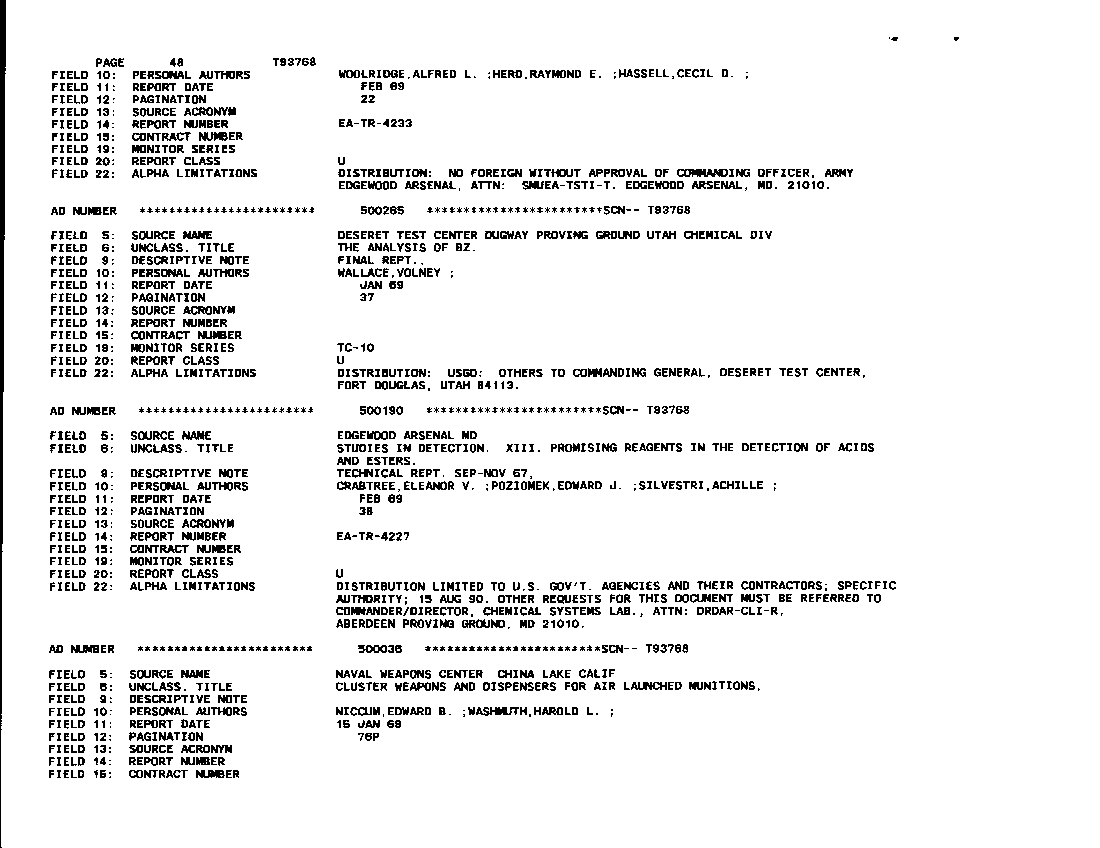 PAGE 48 T93768
FIELD 10: PERSONAL AUTHORS WOOLRIDGE,ALFRED L. ;HERD,RAYMOND E. ;HASSELL,CECIL D. ;
FIELD 11: REPORT DATE FEB 69
FIELD 12: PAGINATION 22
FIELD 13: SOURCE ACRONYM
FIELD 14: REPORT NUMBER EA-TR-4233
FIELD 15: CONTRACT NUMBER
FIELD 19: MONITOR SERIES
FIELD 20: REPORT CLASS U
FIELD 22: ALPHA LIMITATIONS DISTRIBUTION: NO FOREIGN WITHOUT APPROVAL OF COMMANDING OFFICER, ARMY
EDGEWOOD ARSENAL, ATTN: SMUEA-TSTI-T. EDGEWOOD ARSENAL, MD. 21010.
AD NUMBER ************************ 500265 ************************SCN-- T93768
FIELD 5: SOURCE NAME DESERET TEST CENTER DUGWAY PROVING GROUND UTAH CHEMICAL DIV
FIELD 6: UNCLASS. TITLE THE ANALYSIS OF BZ.
FIELD 9: DESCRIPTIVE NOTE FINAL REPT.,
FIELD 10: PERSONAL AUTHORS WALLACE,VOLNEY ;
FIELD 11: REPORT DATE JAN 69
FIELD 12: PAGINATION 37
FIELD 13: SOURCE ACRONYM
FIELD 14: REPORT NUMBER
FIELD 15: CONTRACT NUMBER
FIELD 19: MONITOR SERIES TC-10
FIELD 20: REPORT CLASS U
FIELD 22: ALPHA LIMITATIONS DISTRIBUTION: USGO: OTHERS TO COMMANDING GENERAL, DESERET TEST CENTER,
FORT DOUGLAS, UTAH 84113.
AD NUMBER ************************ 500190 ************************SCN-- T93768
FIELD 5: SOURCE NAME EDGEWOOD ARSENAL MD
FIELD 6: UNCLASS. TITLE STUDIES IN DETECTION. XIII. PROMISING REAGENTS IN THE DETECTION OF ACIDS
AND ESTERS.
FIELD 9: DESCRIPTIVE NOTE TECHNICAL REPT. SEP-NOV 67,
FIELD 10: PERSONAL AUTHORS CRABTREE,ELEANOR V. ;POZIOMEK,EDWARD J. ;SILVESTRI,ACHILLE ;
FIELD 11: REPORT DATE FEB 69
FIELD 12: PAGINATION 38
FIELD 13: SOURCE ACRONYM
FIELD 14: REPORT NUMBER EA-TR-4227
FIELD 15: CONTRACT NUMBER
FIELD 19: MONITOR SERIES
FIELD 20: REPORT CLASS U
FIELD 22: ALPHA LIMITATIONS DISTRIBUTION LIMITED TO U.S. GOV'T. AGENCIES AND THEIR CONTRACTORS; SPECIFIC
AUTHORITY; 15 AUG 90. OTHER REQUESTS FOR THIS DOCUMENT MUST BE REFERRED TO
COMMANDER/DIRECTOR, CHEMICAL SYSTEMS LAB., ATTN: DRDAR-CLI-R,
ABERDEEN PROVING GROUND, MD 21010.
AD NUMBER ************************ 500036 ************************SCN-- T93768
FIELD 5: SOURCE NAME NAVAL WEAPONS CENTER CHINA LAKE CALIF
FIELD 6: UNCLASS. TITLE CLUSTER WEAPONS AND DISPENSERS FOR AIR LAUNCHED MUNITIONS.
FIELD 9: DESCRIPTIVE NOTE
FIELD 10: PERSONAL AUTHORS NICCUM,EDWARD B. ;WASHMUTH,HAROLD L. ;
FIELD 11: REPORT DATE 15 JAN 69
FIELD 12: PAGINATION 76P
FIELD 13: SOURCE ACRONYM
FIELD 14: REPORT NUMBER
FIELD 15: CONTRACT NUMBER